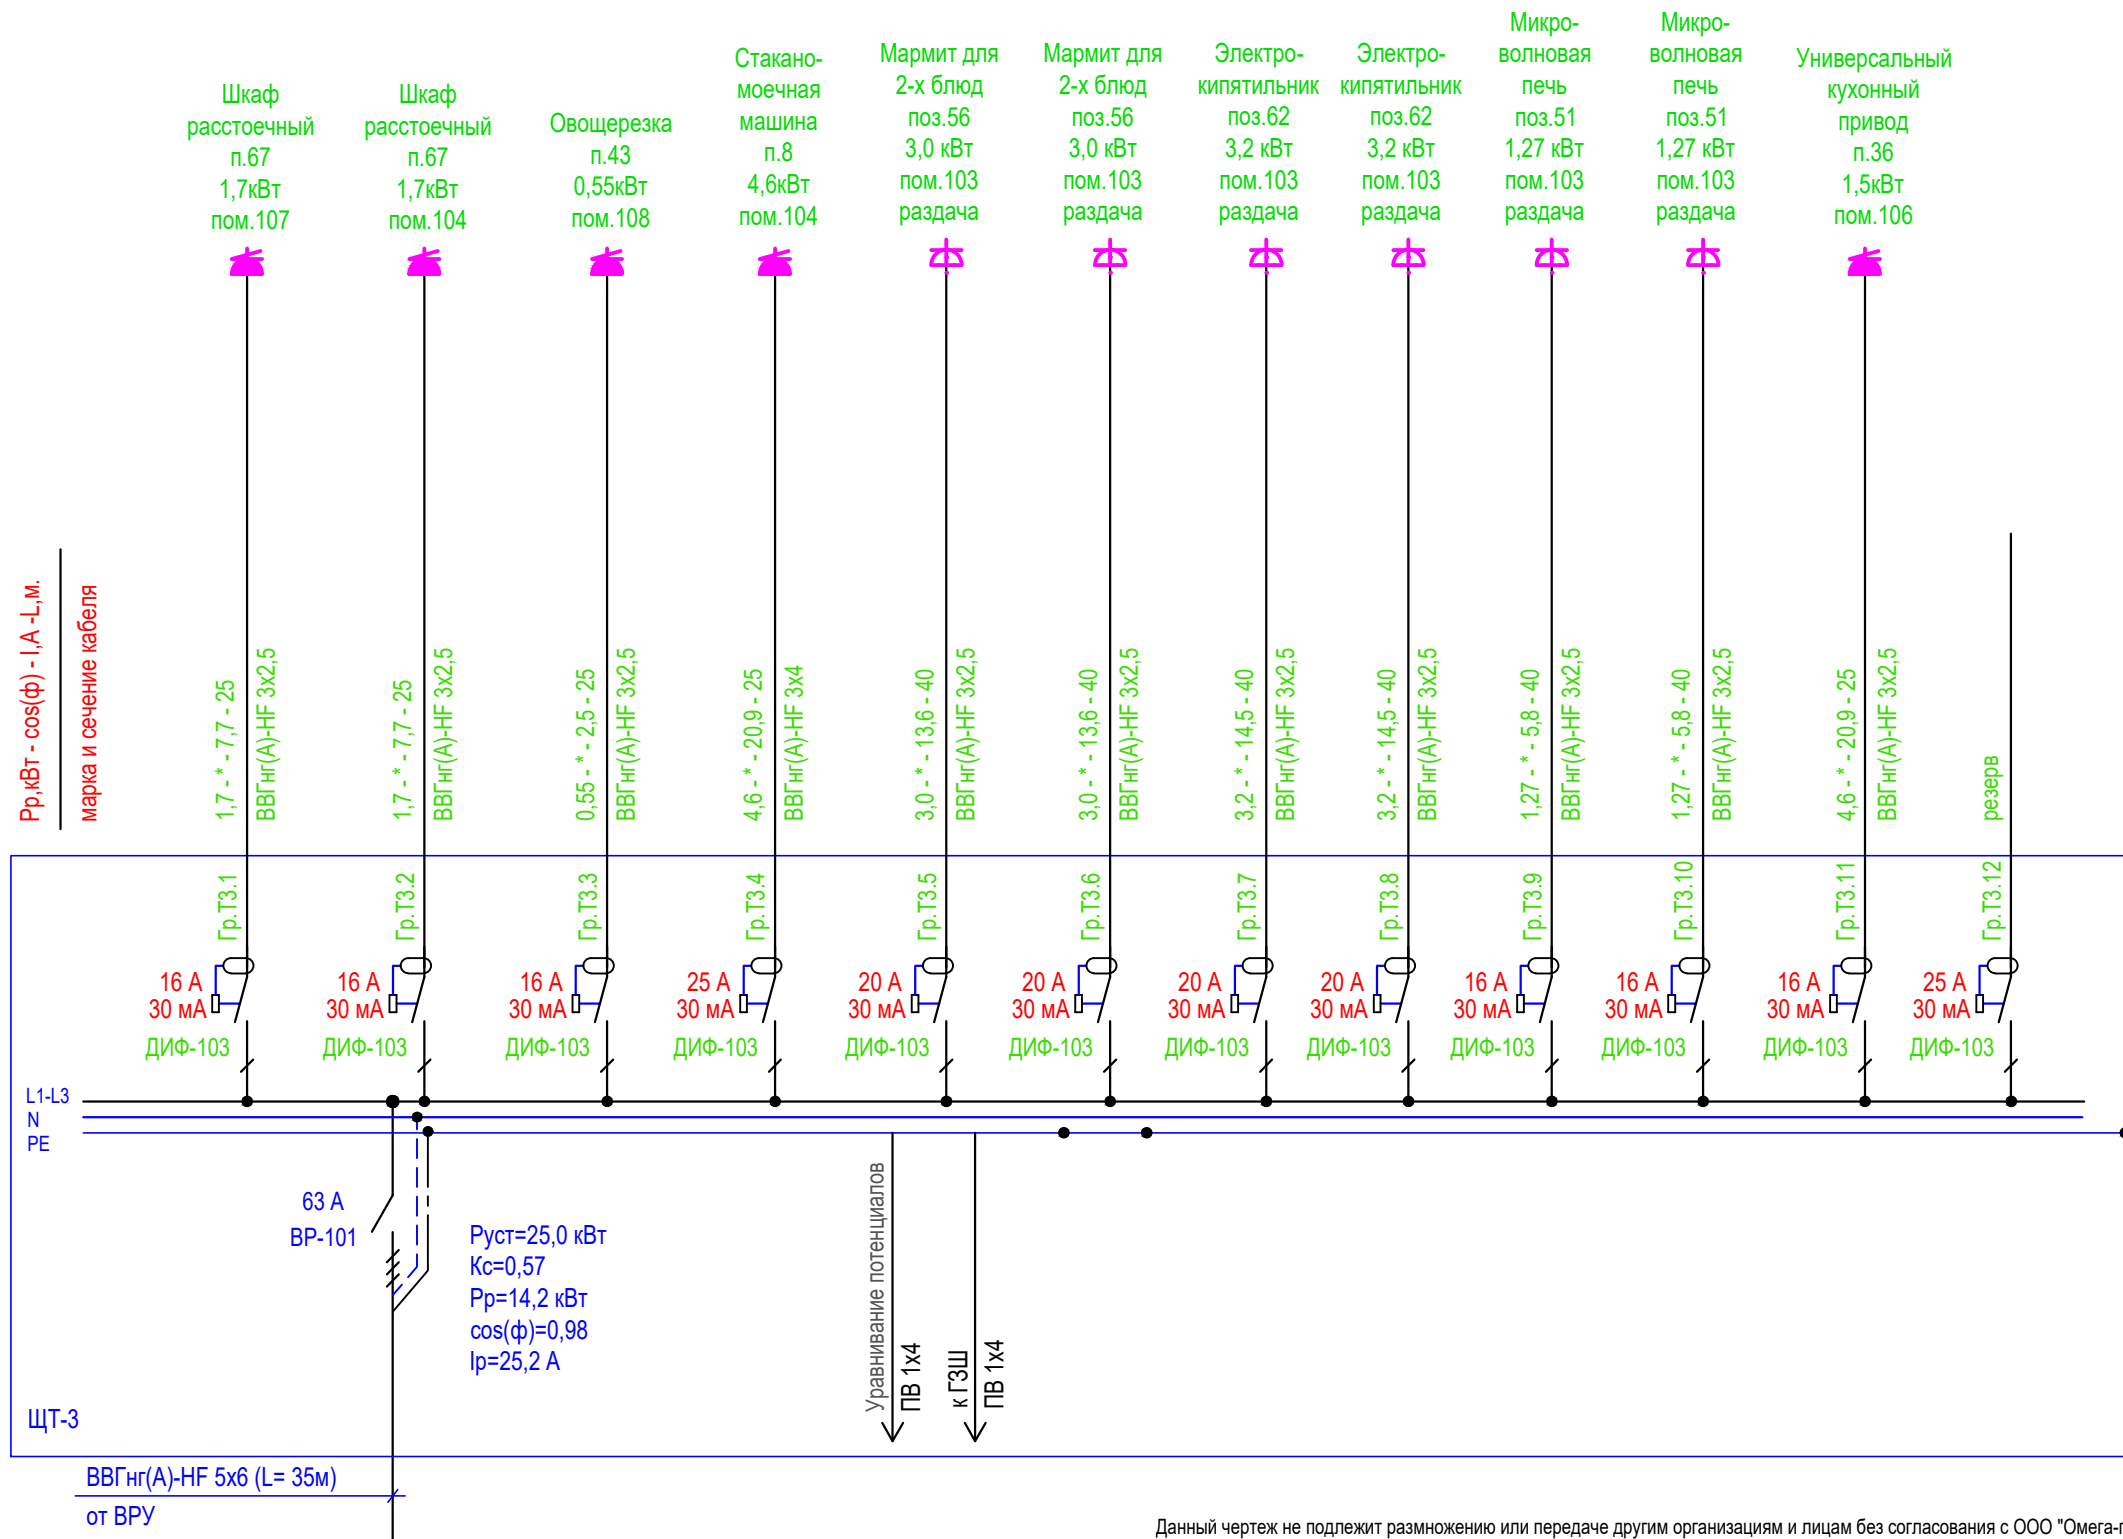 Шкаф
расстоечный
п.67
1,7кВт
пом.107
Шкаф
расстоечный
п.67
1,7кВт
пом.104
Овощерезка
п.43
0,55кВт
пом.108
Стакано-
моечная
машина
п.8
4,6кВт
пом.104
Мармит для
2-х блюд
поз.56
3,0 кВт
пом.103
раздача
Мармит для
2-х блюд
поз.56
3,0 кВт
пом.103
раздача
Электро-
кипятильник
поз.62
3,2 кВт
пом.103
раздача
Электро-
кипятильник
поз.62
3,2 кВт
пом.103
раздача
Микро-
волновая
печь
поз.51
1,27 кВт
пом.103
раздача
Микро-
волновая
печь
поз.51
1,27 кВт
пом.103
раздача
Универсальный
кухонный
привод
п.36
1,5кВт
пом.106
Рр,кВт - cos(ф) - I,А -L,м.
марка и сечение кабеля
1,7 - * - 7,7 - 25
ВВГнг(А)-HF 3х2,5
1,7 - * - 7,7 - 25
ВВГнг(А)-HF 3х2,5
0,55 - * - 2,5 - 25
ВВГнг(А)-HF 3х2,5
4,6 - * - 20,9 - 25
ВВГнг(А)-HF 3х4
3,0 - * - 13,6 - 40
ВВГнг(А)-HF 3х2,5
3,0 - * - 13,6 - 40
ВВГнг(А)-HF 3х2,5
3,2 - * - 14,5 - 40
ВВГнг(А)-HF 3х2,5
3,2 - * - 14,5 - 40
ВВГнг(А)-HF 3х2,5
1,27 - * - 5,8 - 40
ВВГнг(А)-HF 3х2,5
1,27 - * - 5,8 - 40
ВВГнг(А)-HF 3х2,5
4,6 - * - 20,9 - 25
ВВГнг(А)-HF 3х2,5
резерв
Гр.Т3.1
Гр.Т3.2
Гр.Т3.3
Гр.Т3.4
Гр.Т3.5
Гр.Т3.6
Гр.Т3.7
Гр.Т3.8
Гр.Т3.9
Гр.Т3.10
Гр.Т3.11
Гр.Т3.12
16 А
30 мА
ДИФ-103
16 А
30 мА
ДИФ-103
16 А
30 мА
ДИФ-103
25 А
30 мА
ДИФ-103
20 А
30 мА
ДИФ-103
20 А
30 мА
ДИФ-103
20 А
30 мА
ДИФ-103
20 А
30 мА
ДИФ-103
16 А
30 мА
ДИФ-103
16 А
30 мА
ДИФ-103
16 А
30 мА
ДИФ-103
25 А
30 мА
ДИФ-103
L1-L3
N
PE
63 А
ВР-101
Руст=25,0 кВт
Кс=0,57
Рр=14,2 кВт
cos(ф)=0,98
Iр=25,2 А
Уравнивание потенциалов
ПВ 1х4
к ГЗШ
ПВ 1х4
ЩТ-3
ВВГнг(А)-HF 5х6 (L= 35м)
от ВРУ
Данный чертеж не подлежит размножению или передаче другим организациям и лицам без согласования с ООО "Омега-